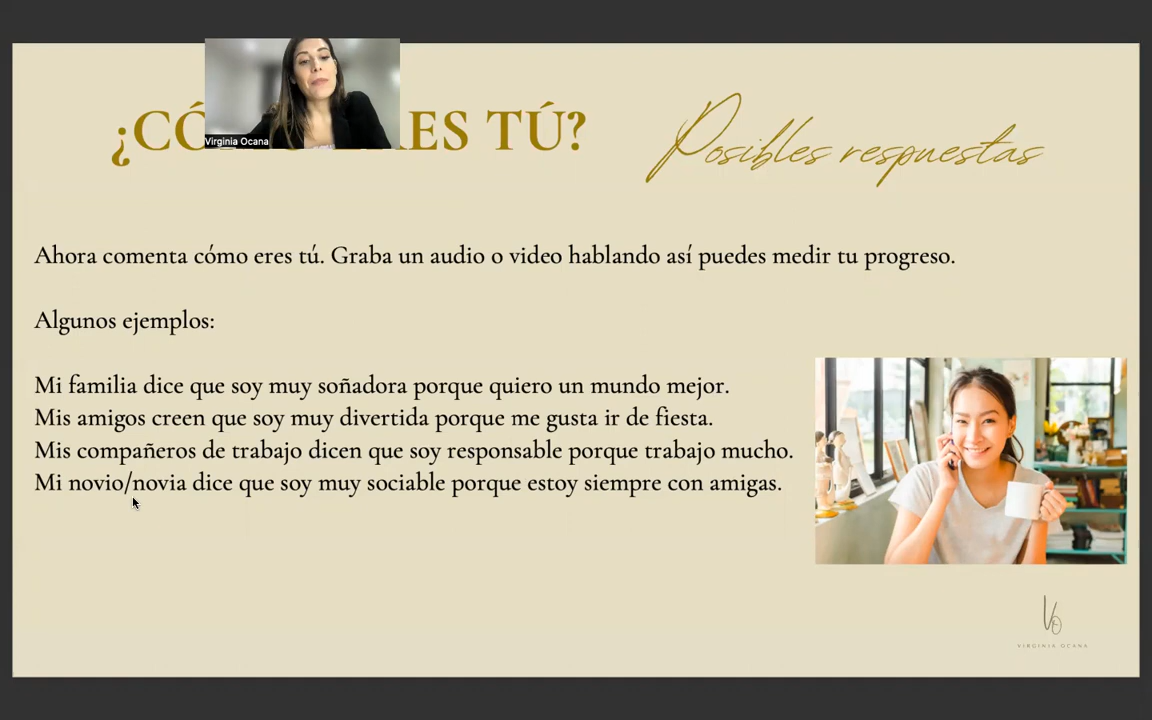 ¿CÓ ES TÚ?
Posibles respuestas
Virginia Ocana
Ahora comenta cómo eres tú. Graba un audio o video hablando así puedes medir tu progreso.
Algunos ejemplos:
Mi familia dice que soy muy soñadora porque quiero un mundo mejor.
Mis amigos creen que soy muy divertida porque me gusta ir de fiesta.
Mis compañeros de trabajo dicen que soy responsable porque trabajo mucho.
Mi novio/novia dice que soy muy sociable porque estoy siempre con amigas.
VO
VIRGINIA OCANA